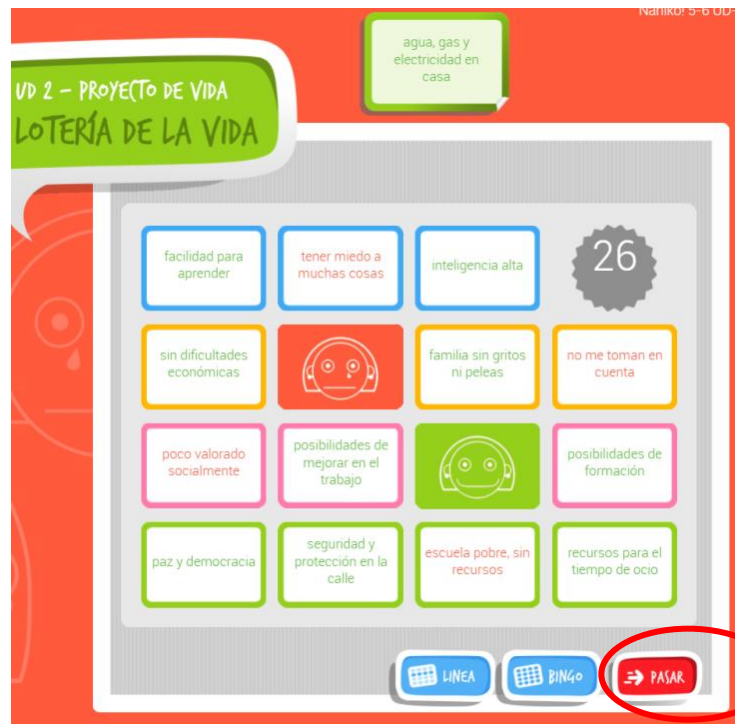 Nahiko! 5-6 UD-
agua, gas y
electricidad en
casa
UD 2 – PROYECTO DE VIDA
LOTERÍA DE LA VIDA
facilidad para
aprender
tener miedo a
muchas cosas
inteligencia alta
26
sin dificultades
económicas
familia sin gritos
ni peleas
no me toman en
cuenta
poco valorado
socialmente
posibilidades de
mejorar en el
trabajo
posibilidades de
formación
paz y democracia
seguridad y
protección en la
calle
escuela pobre, sin
recursos
recursos para el
tiempo de ocio
LINEA
BINGO
PASAR